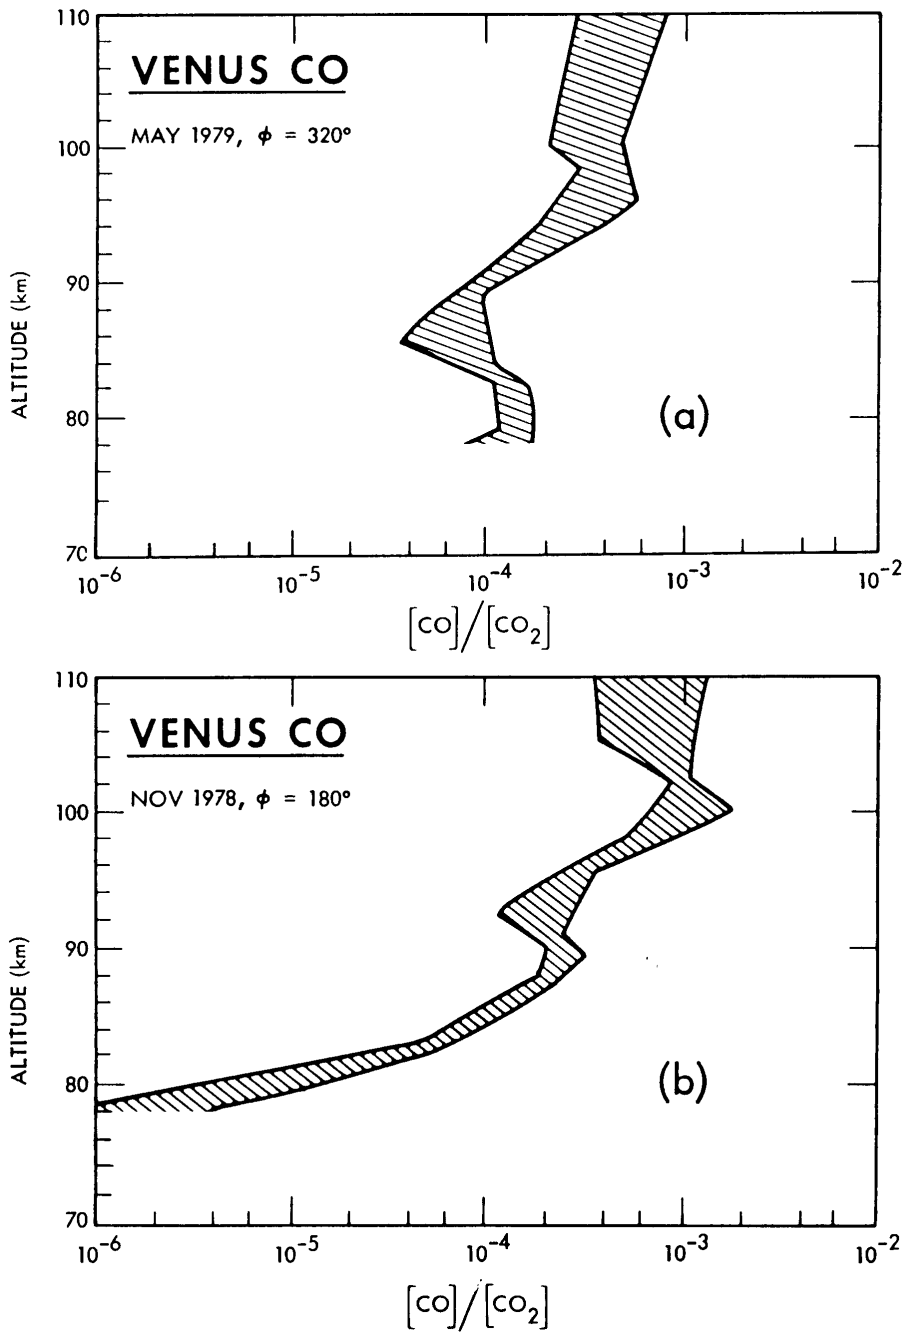 110
VENUS CO
MAY 1979, ϕ = 320°
100
90
ALTITUDE (km)
80
(a)
70
10⁻⁶ 10⁻⁵ 10⁻⁴ 10⁻³ 10⁻²
[CO]/[CO₂]
110
VENUS CO
NOV 1978, ϕ = 180°
100
90
ALTITUDE (km)
80
(b)
70
10⁻⁶ 10⁻⁵ 10⁻⁴ 10⁻³ 10⁻²
[CO]/[CO₂]